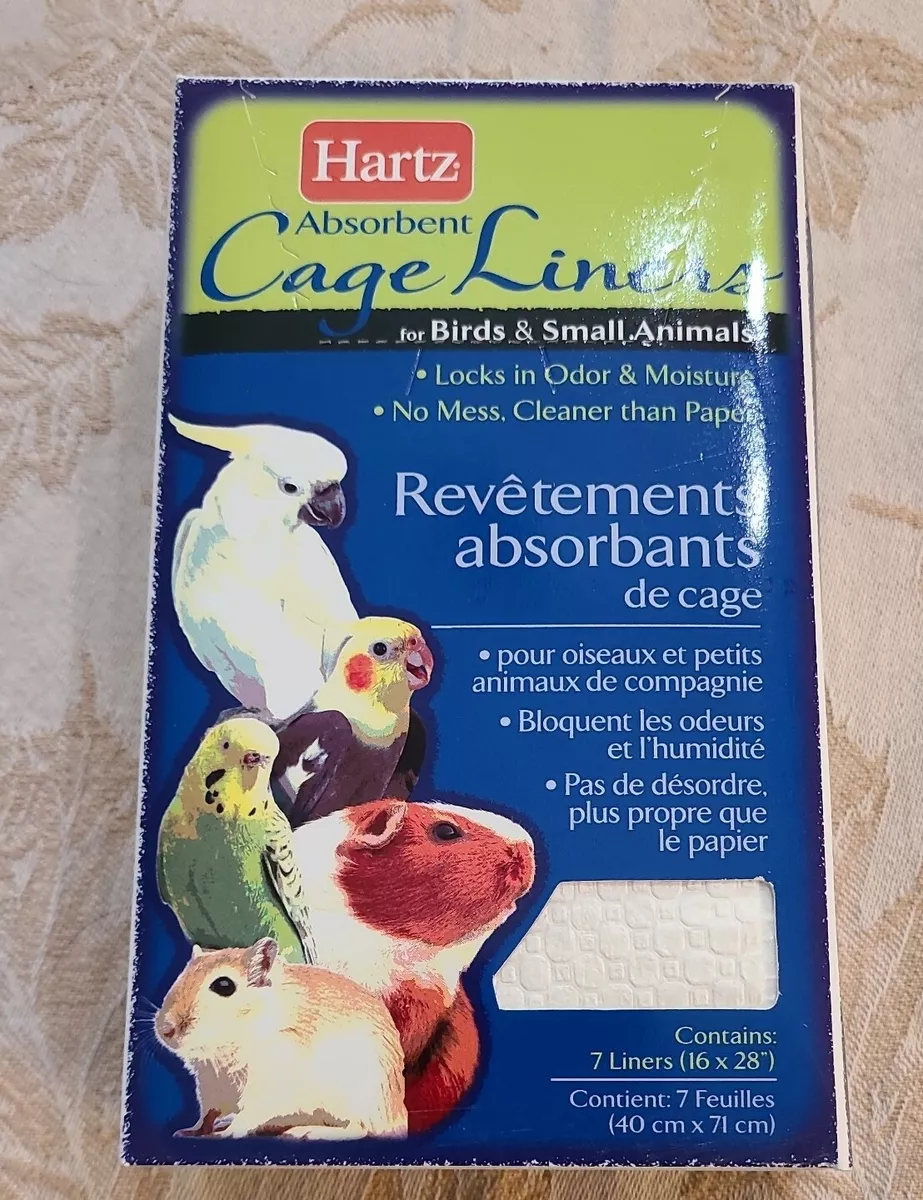 Hartz
Absorbent
Cage Liners
for Birds & Small Animals
• Locks in Odor & Moisture
• No Mess, Cleaner than Paper
Revêtements
absorbants
de cage
• pour oiseaux et petits
animaux de compagnie
• Bloquent les odeurs
et l'humidité
• Pas de désordre,
plus propre que
le papier
Contains:
7 Liners (16 x 28")
Contient: 7 Feuilles
(40 cm x 71 cm)